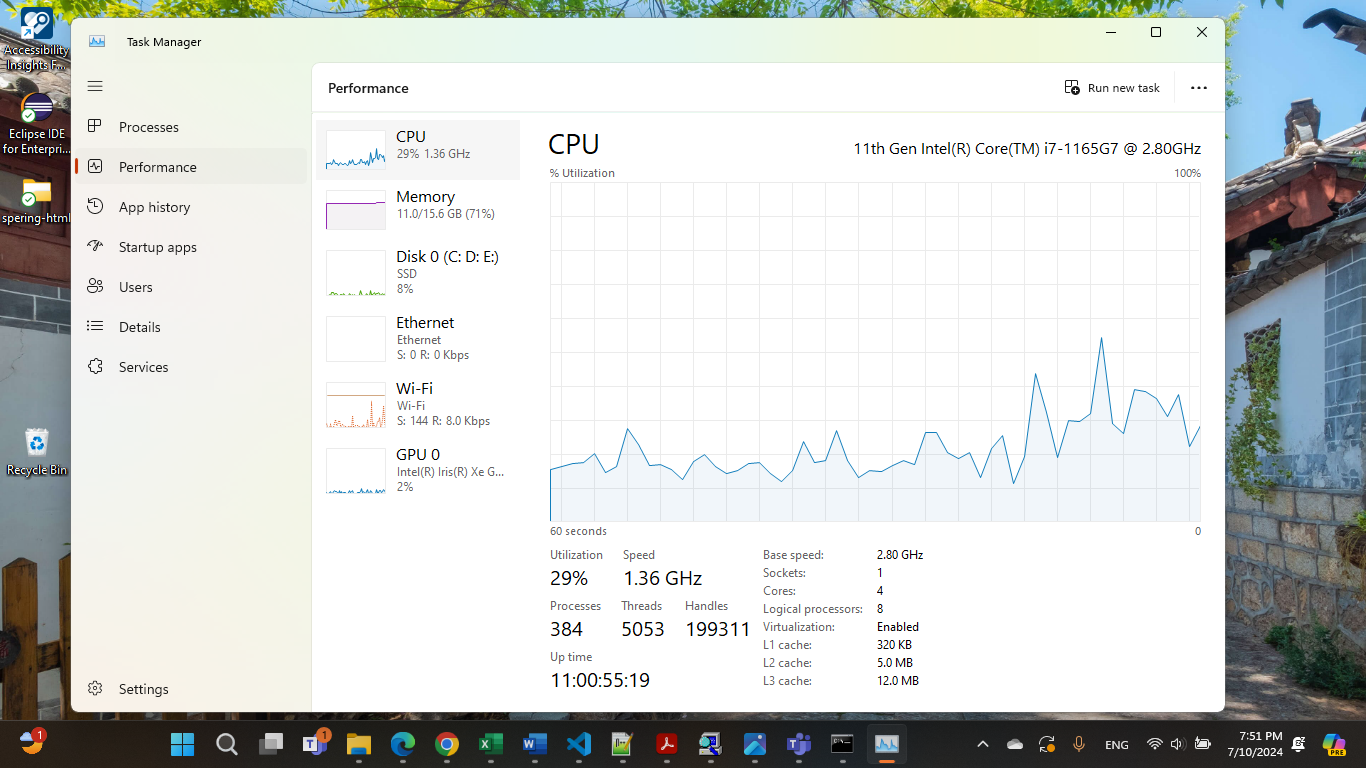 Accessibility
Insights F...
Eclipse IDE
for Enterpri...
spering-html
Recycle Bin
Task Manager
Processes
Performance
App history
Startup apps
Users
Details
Services
Settings
Performance
Run new task
CPU
29% 1.36 GHz
Memory
11.0/15.6 GB (71%)
Disk 0 (C: D: E:)
SSD
8%
Ethernet
Ethernet
S: 0 R: 0 Kbps
Wi-Fi
Wi-Fi
S: 144 R: 8.0 Kbps
GPU 0
Intel(R) Iris(R) Xe G...
2%
CPU
11th Gen Intel(R) Core(TM) i7-1165G7 @ 2.80GHz
% Utilization
100%
60 seconds
0
Utilization
29%
Speed
1.36 GHz
Processes
384
Threads
5053
Handles
199311
Up time
11:00:55:19
Base speed: 2.80 GHz
Sockets: 1
Cores: 4
Logical processors: 8
Virtualization: Enabled
L1 cache: 320 KB
L2 cache: 5.0 MB
L3 cache: 12.0 MB
1
1
ENG
7:51 PM
7/10/2024
PRE